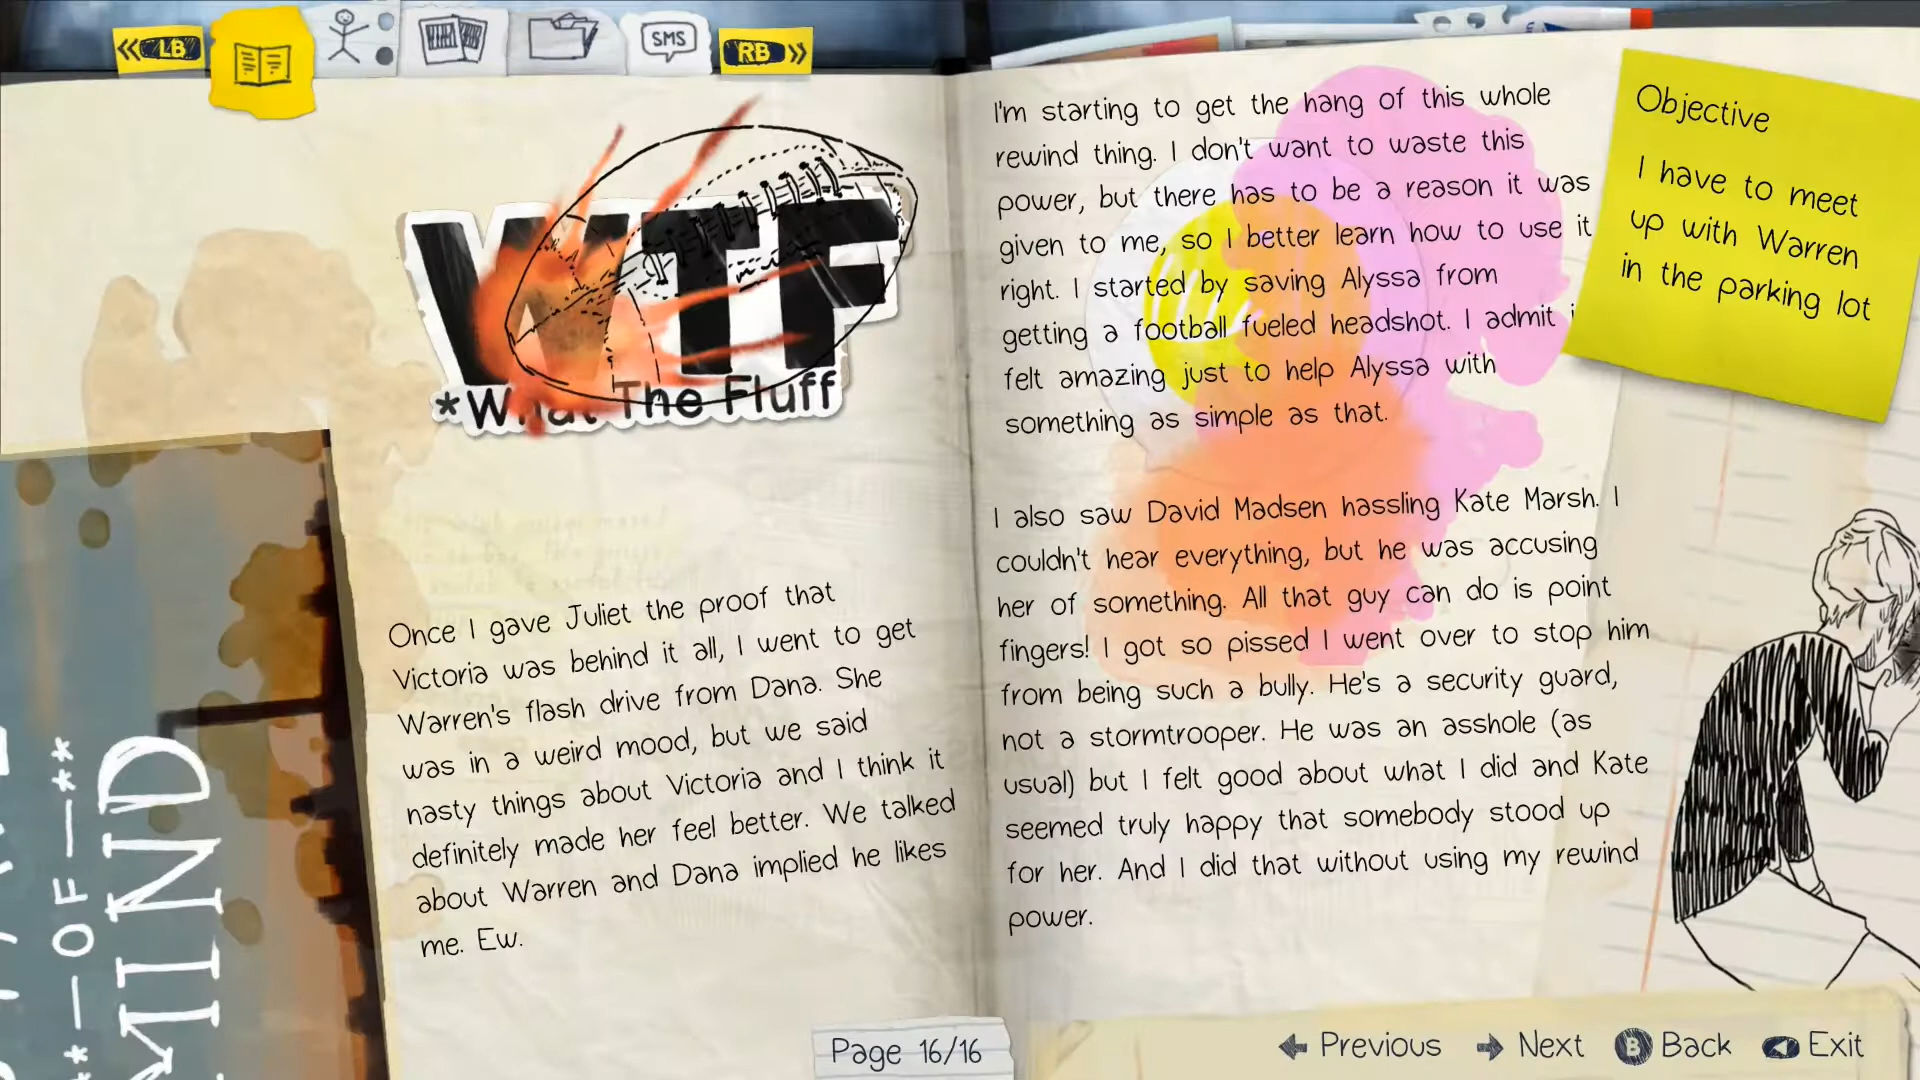 LB
SMS
RB
WTF
*What The Fluff
Once I gave Juliet the proof that
Victoria was behind it all, I went to get
Warren's flash drive from Dana. She
was in a weird mood, but we said
nasty things about Victoria and I think it
definitely made her feel better. We talked
about Warren and Dana implied he likes
me. Ew.
**—OF—**
MIND
I'm starting to get the hang of this whole
rewind thing. I don't want to waste this
power, but there has to be a reason it was
given to me, so I better learn how to use it
right. I started by saving Alyssa from
getting a football fueled headshot. I admit
felt amazing just to help Alyssa with
something as simple as that.
I also saw David Madsen hassling Kate Marsh. I
couldn't hear everything, but he was accusing
her of something. All that guy can do is point
fingers! I got so pissed I went over to stop him
from being such a bully. He's a security guard,
not a stormtrooper. He was an asshole (as
usual) but I felt good about what I did and Kate
seemed truly happy that somebody stood up
for her. And I did that without using my rewind
power.
Objective
I have to meet
up with Warren
in the parking lot
Page 16/16
Previous
Next
B Back
Exit